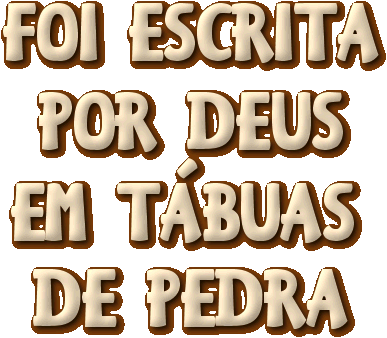 FOI ESCRITA
POR DEUS
EM TÁBUAS
DE PEDRA